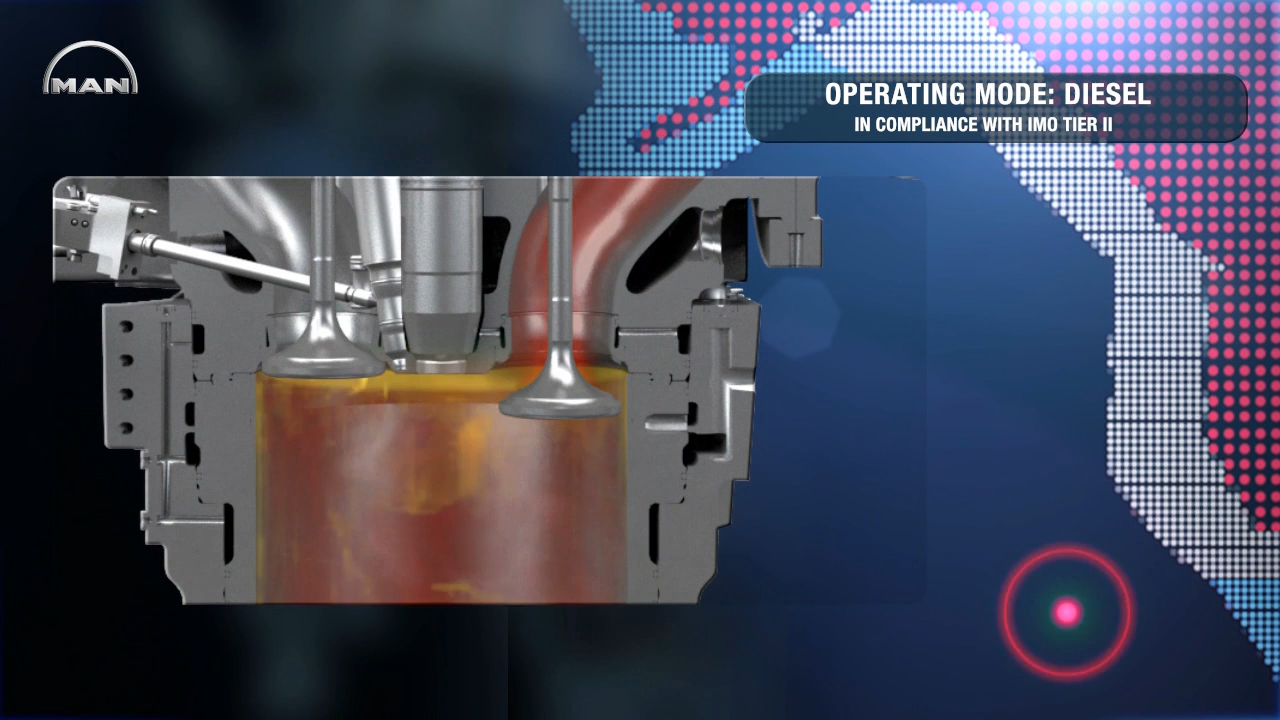 MAN
OPERATING MODE: DIESEL
IN COMPLIANCE WITH IMO TIER II